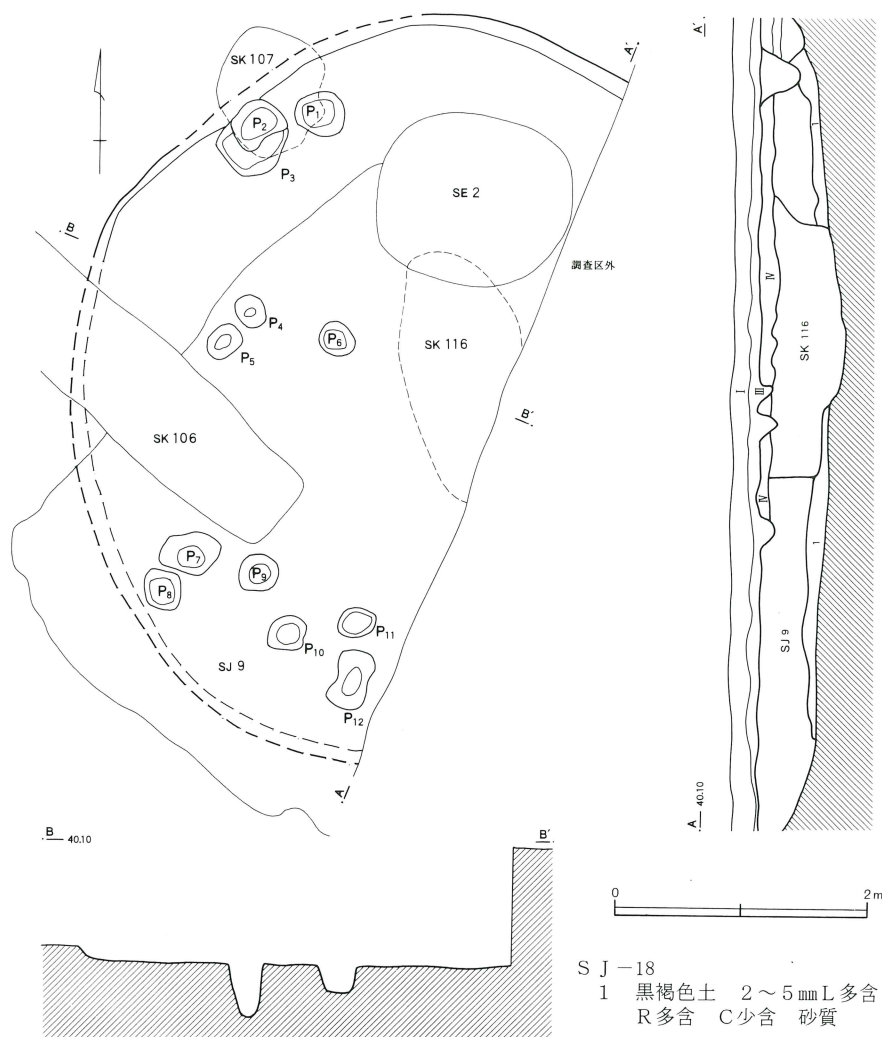 SK 107
P1
P2
P3
A'
SE 2
B
調査区外
P4
P5
P6
SK 116
B'
SK 106
P7
P8
P9
P10
P11
SJ 9
P12
A
B 40.10
B'
A'
1
Ⅳ
SK 116
Ⅰ
Ⅲ
Ⅳ
1
SJ 9
A 40.10
0 2m
SJ-18
1 黒褐色土 2~5㎜L多含
R多含 C少含 砂質